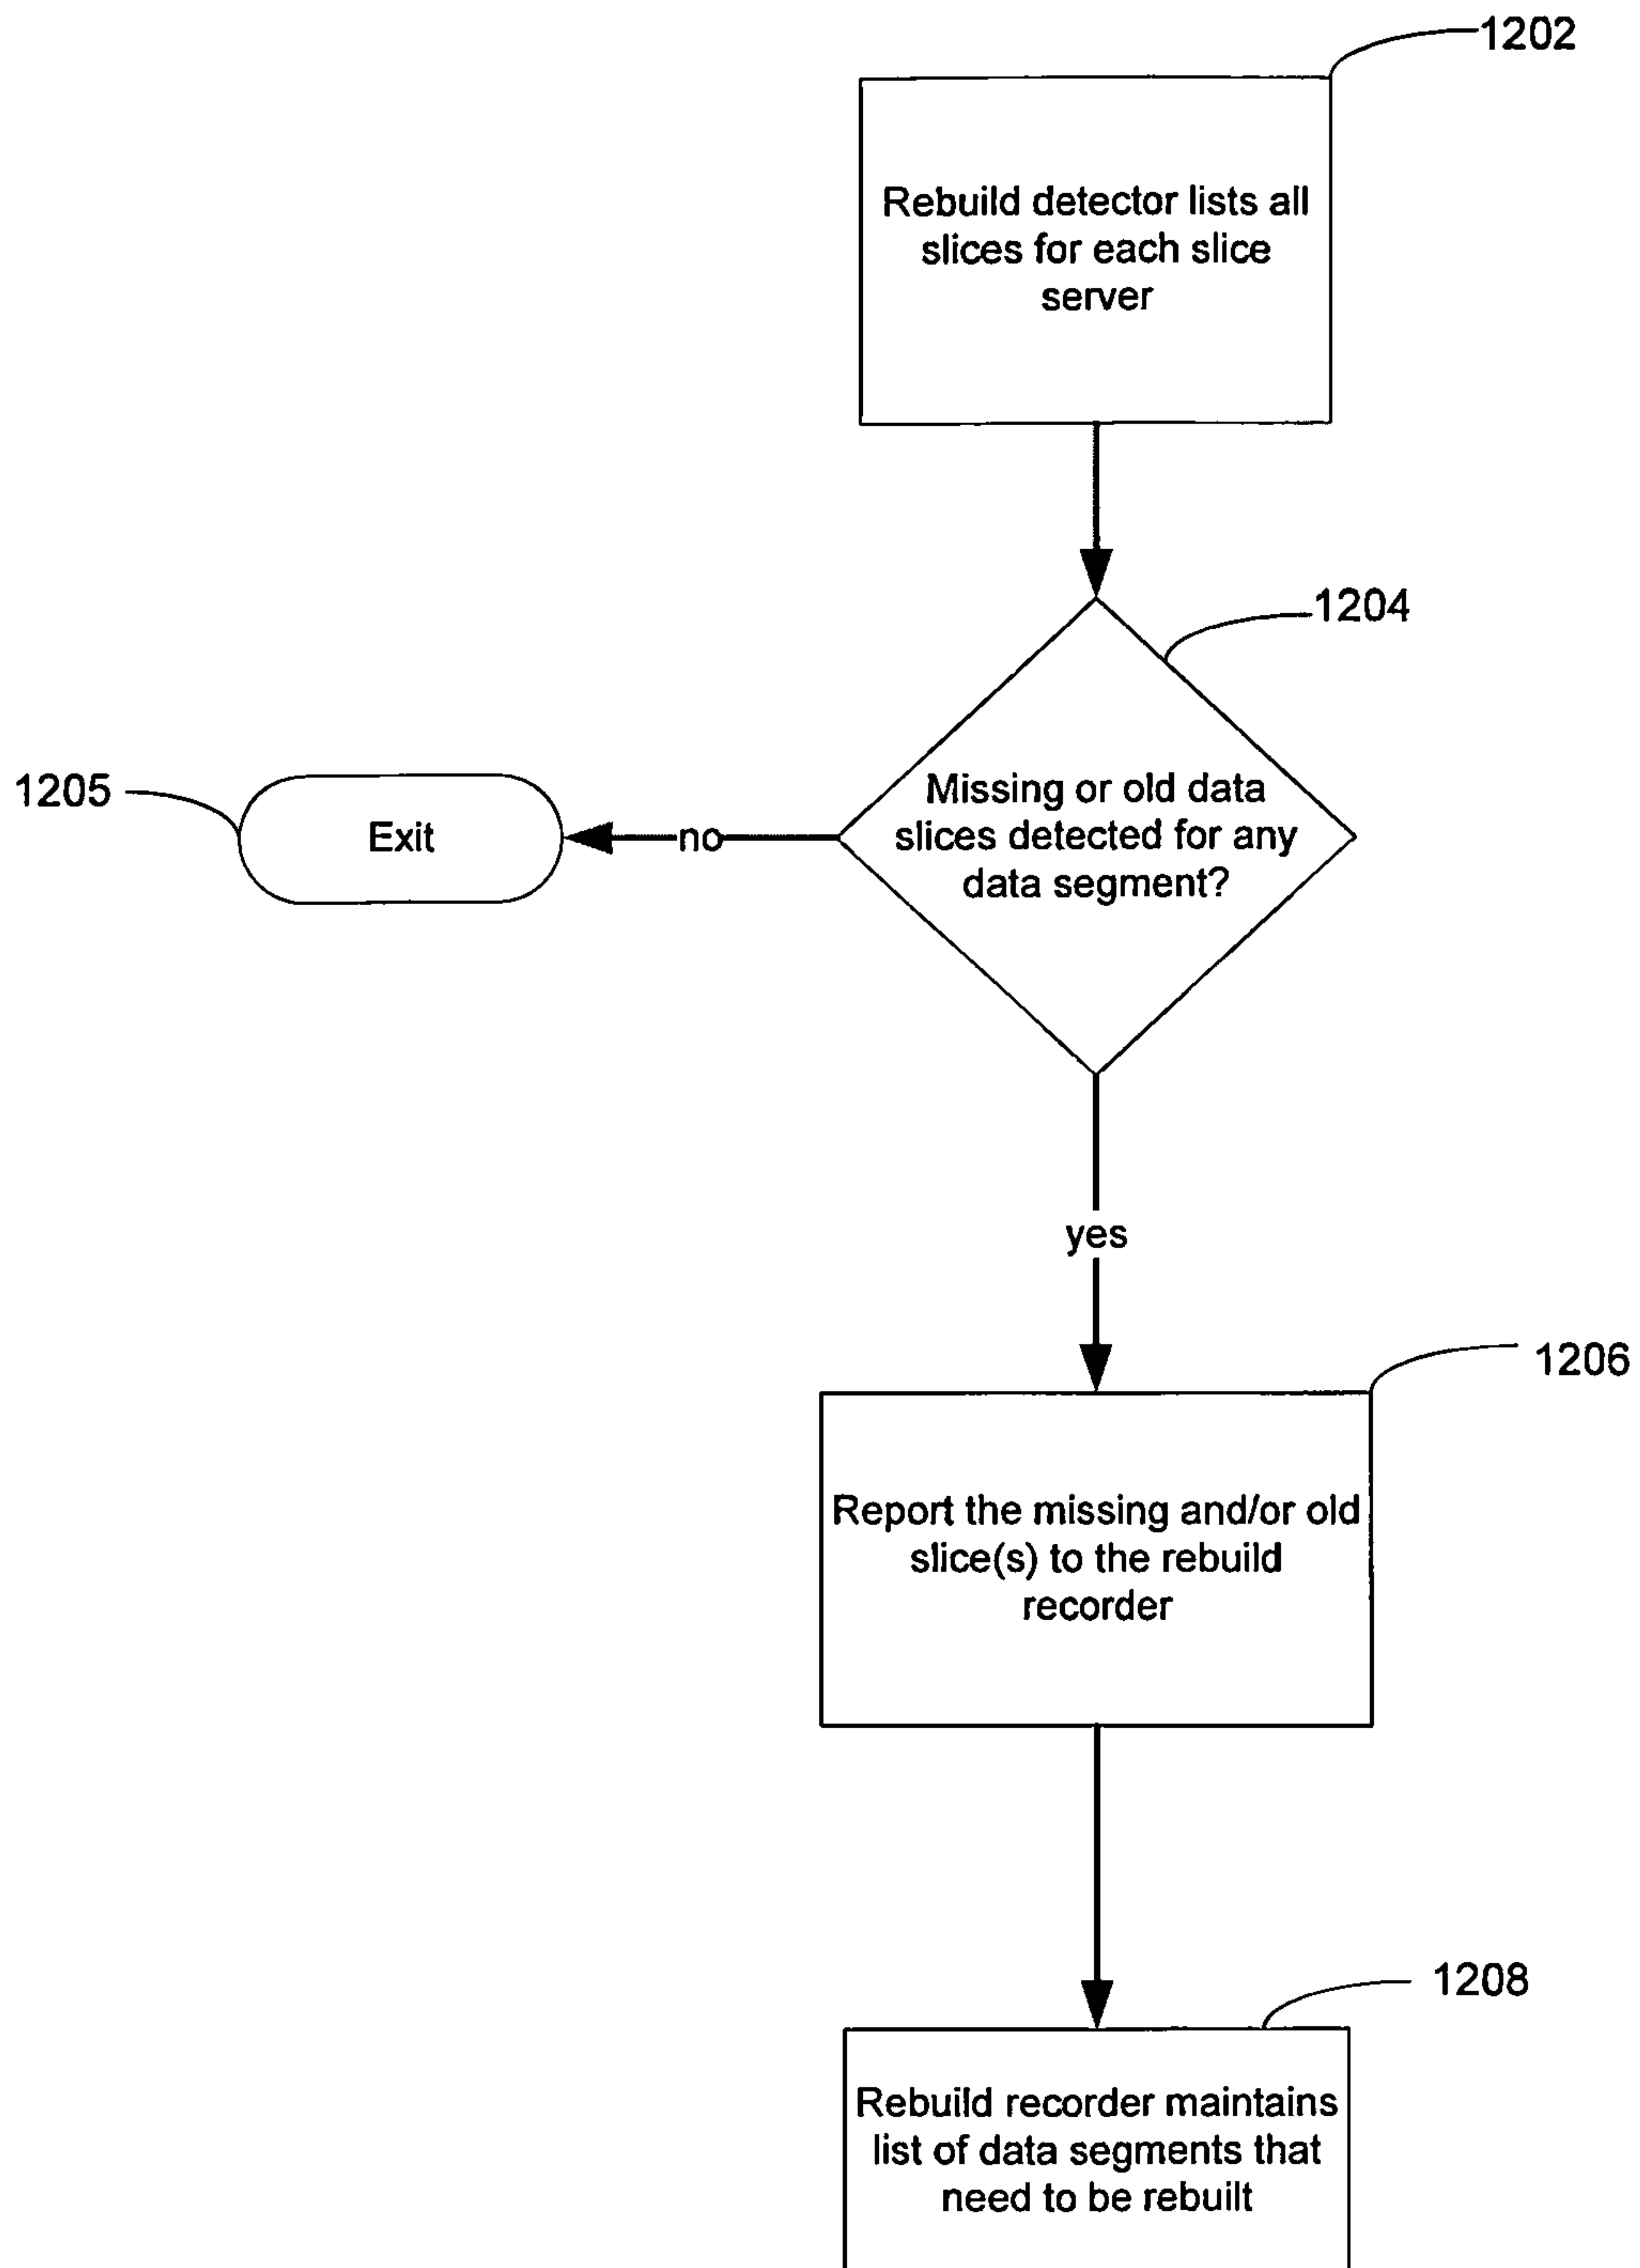 1202
Rebuild detector lists all
slices for each slice
server
1204
Missing or old data
slices detected for any
data segment?
no
1205
Exit
yes
1206
Report the missing and/or old
slice(s) to the rebuild
recorder
1208
Rebuild recorder maintains
list of data segments that
need to be rebuilt